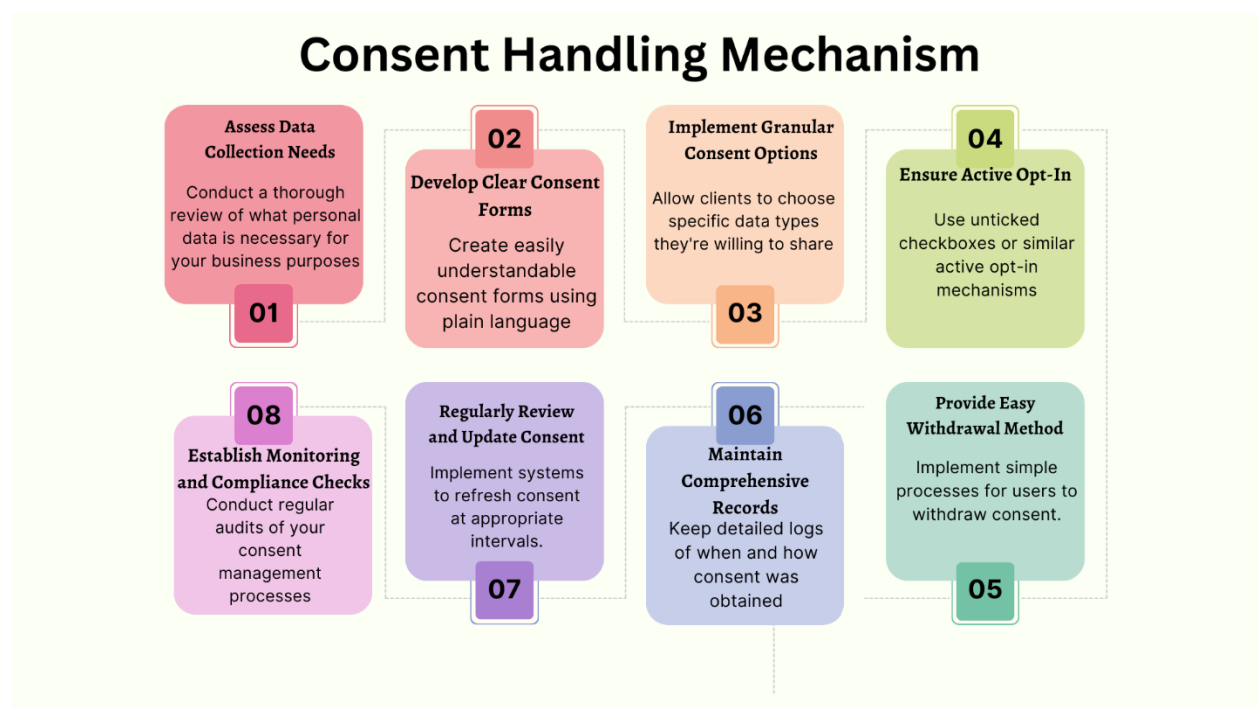 Consent Handling Mechanism
Assess Data
Collection Needs
Conduct a thorough
review of what personal
data is necessary for
your business purposes
01
02
Develop Clear Consent
Forms
Create easily
understandable
consent forms using
plain language
Implement Granular
Consent Options
Allow clients to choose
specific data types
they're willing to share
03
04
Ensure Active Opt-In
Use unticked
checkboxes or similar
active opt-in
mechanisms
Provide Easy
Withdrawal Method
Implement simple
processes for users to
withdraw consent.
05
06
Maintain
Comprehensive
Records
Keep detailed logs
of when and how
consent was
obtained
Regularly Review
and Update Consent
Implement systems
to refresh consent
at appropriate
intervals.
07
08
Establish Monitoring
and Compliance Checks
Conduct regular
audits of your
consent
management
processes